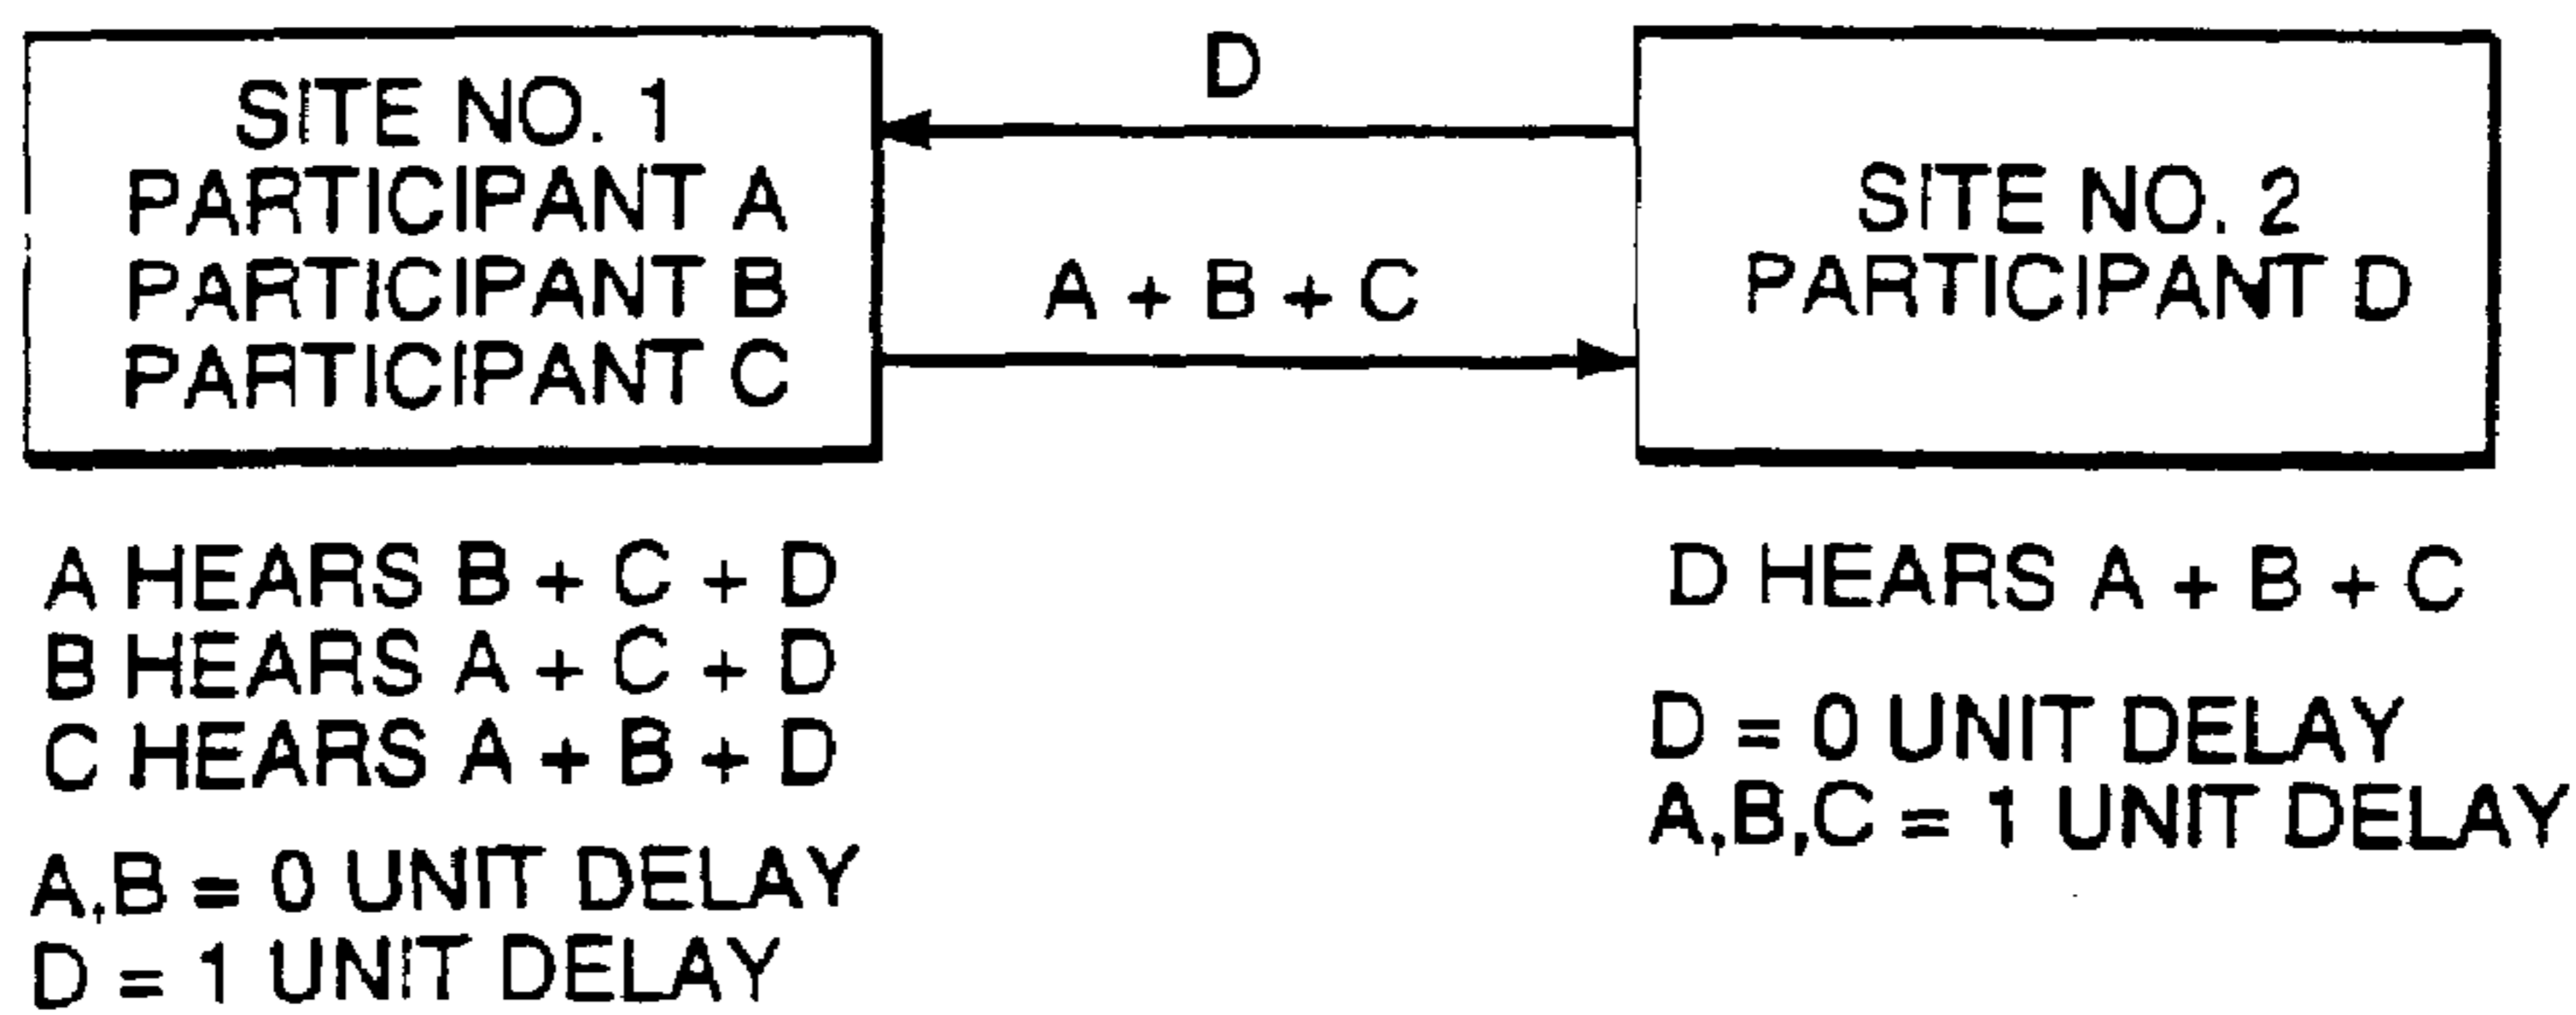 SITE NO. 1
PARTICIPANT A
PARTICIPANT B
PARTICIPANT C
D
A + B + C
SITE NO. 2
PARTICIPANT D
A HEARS B + C + D
B HEARS A + C + D
C HEARS A + B + D
A,B = 0 UNIT DELAY
D = 1 UNIT DELAY
D HEARS A + B + C
D = 0 UNIT DELAY
A,B,C = 1 UNIT DELAY